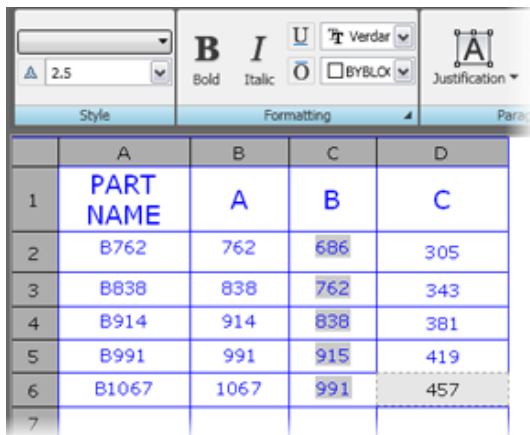 B I U Verdar
2.5 Bold Italic O BYBLO Justification
Style Formatting Para
A B C D
1 PART NAME A B C
2 B762 762 686 305
3 B838 838 762 343
4 B914 914 838 381
5 B991 991 915 419
6 B1067 1067 991 457
7